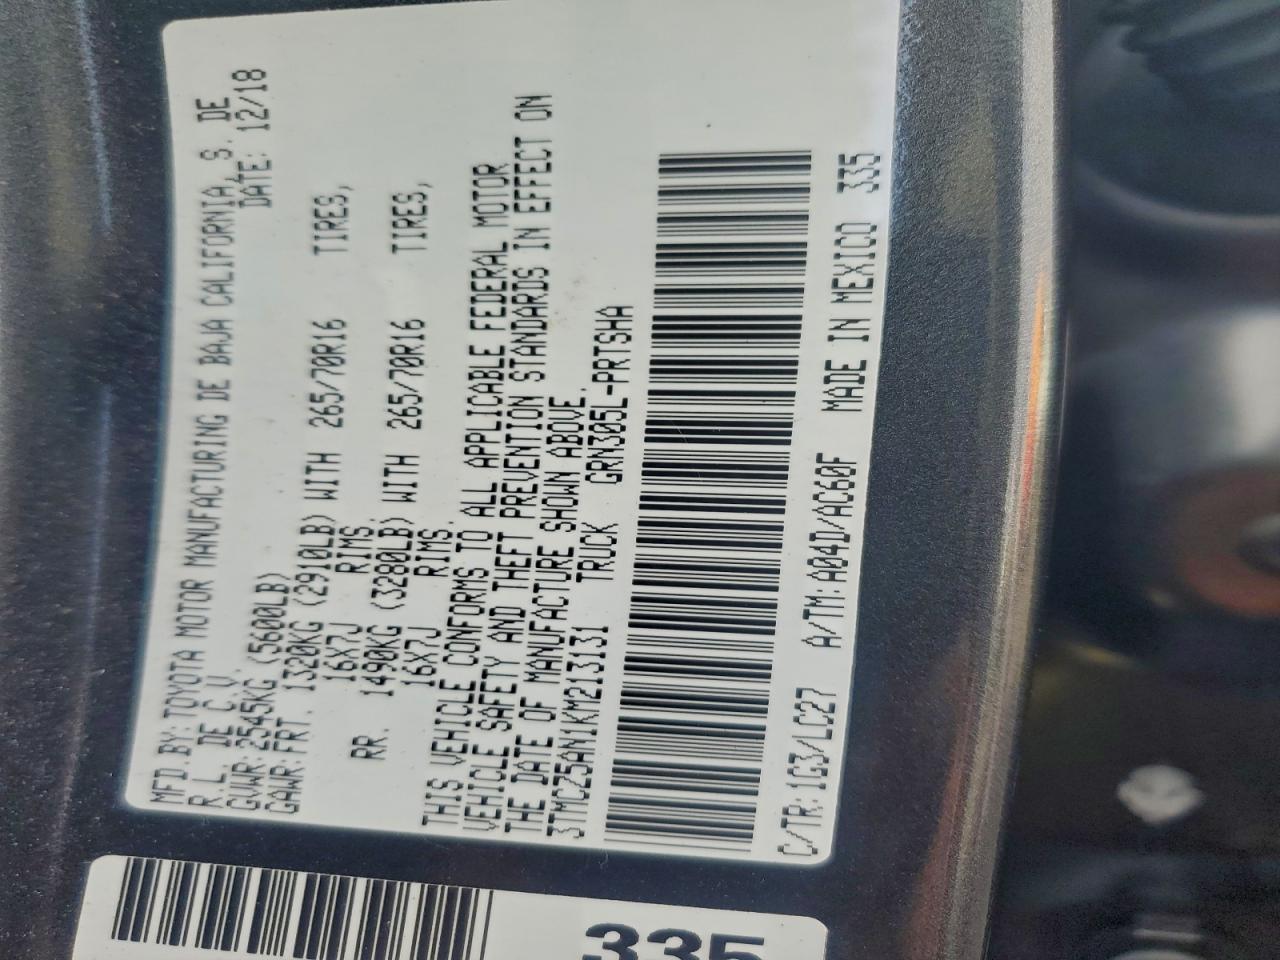 MFD.BY:TOYOTA MOTOR MANUFACTURING DE BAJA CALIFORNIA, S. DE
R.L. DE C.V. DATE: 12/18
GVWR:2545KG (5600LB)
GAWR:FRT. 1320KG (2910LB) WITH 265/70R16 TIRES,
16X7J RIMS,
RR. 1490KG (3280LB) WITH 265/70R16 TIRES,
16X7J RIMS.
THIS VEHICLE CONFORMS TO ALL APPLICABLE FEDERAL MOTOR
VEHICLE SAFETY AND THEFT PREVENTION STANDARDS IN EFFECT ON
THE DATE OF MANUFACTURE SHOWN ABOVE.
3TMCZ5AN1KM213131 TRUCK GRN305L-PRTSHA
C/TR:1G3/LC27 A/TM:A04D/AC60F MADE IN MEXICO 335
335